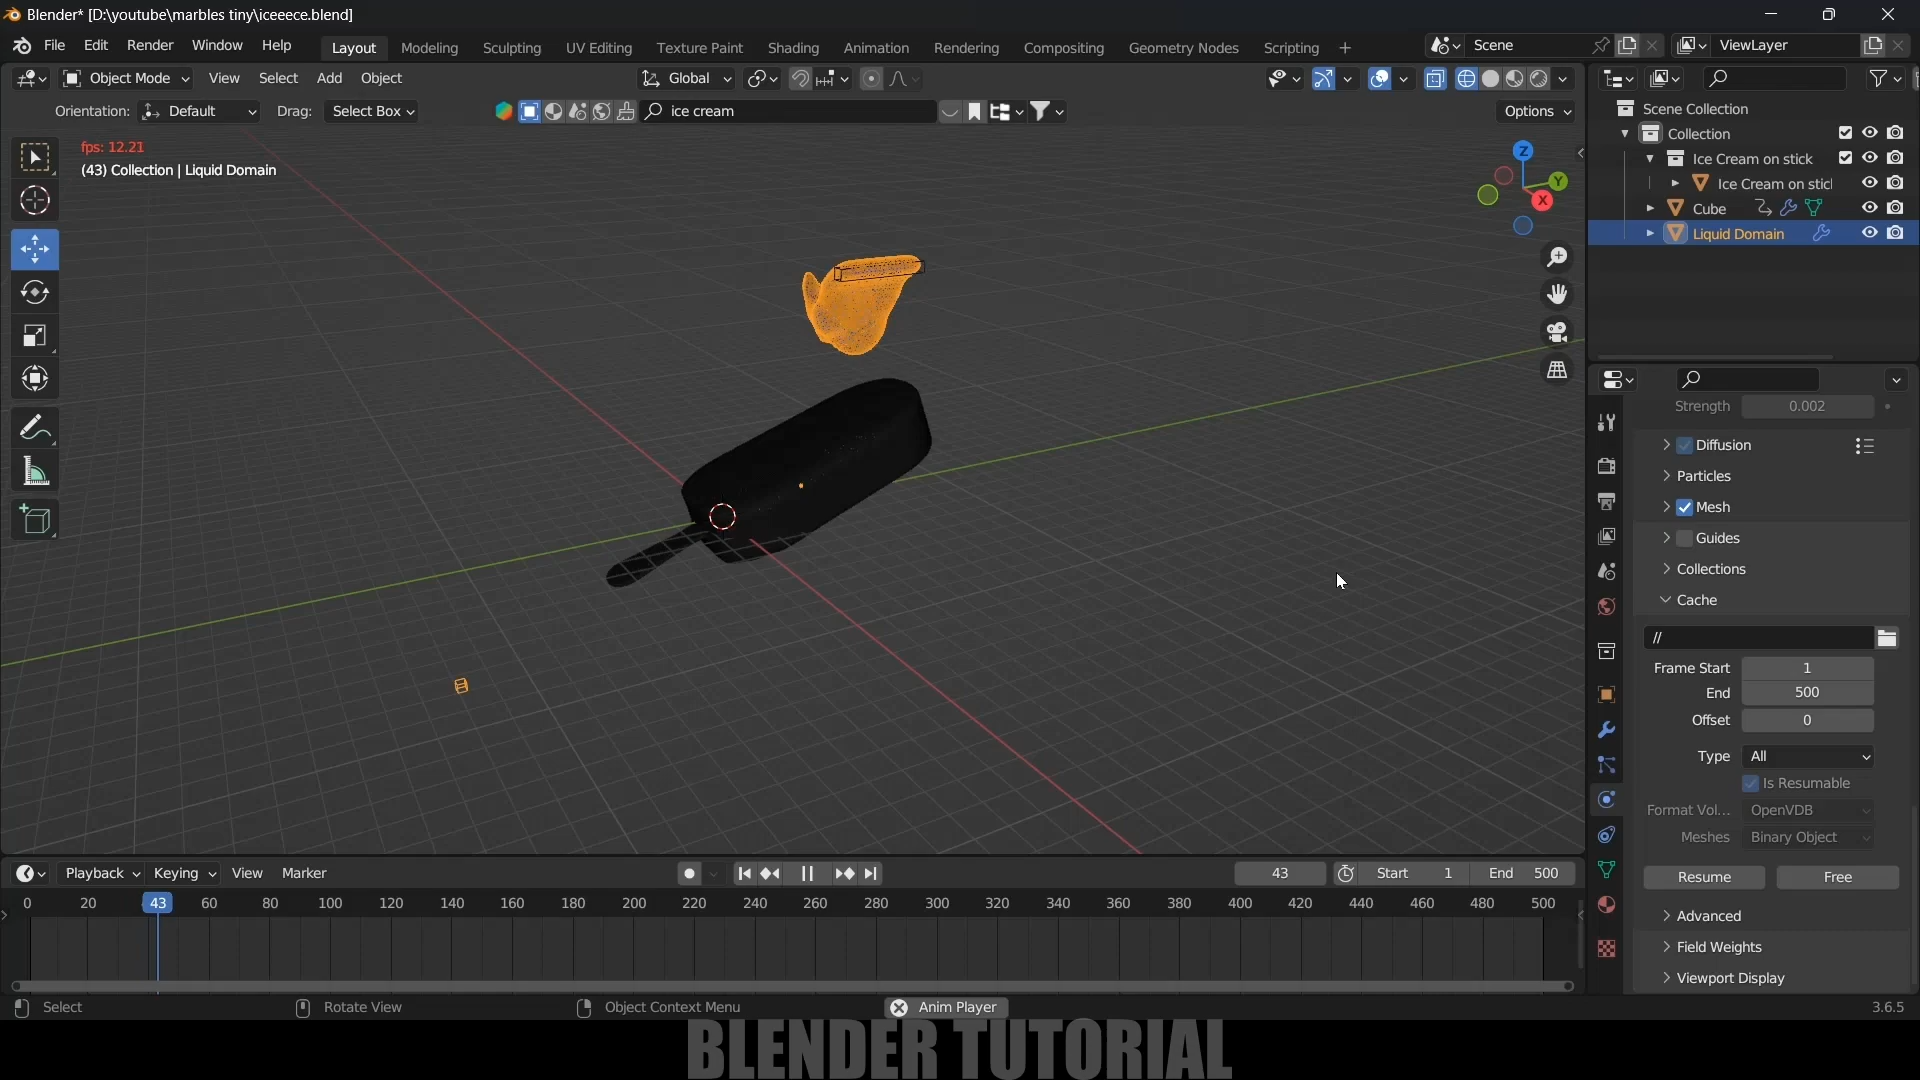 Blender* [D:\youtube\marbles tiny\iceeece.blend]
File Edit Render Window Help Layout Modeling Sculpting UV Editing Texture Paint Shading Animation Rendering Compositing Geometry Nodes Scripting + Scene ViewLayer
Object Mode View Select Add Object Global
Orientation: Default Drag: Select Box ice cream Options
fps: 12.21
(43) Collection | Liquid Domain
Z
Y
X
Scene Collection
Collection
Ice Cream on stick
Ice Cream on stic
Cube
Liquid Domain
Strength 0.002
Diffusion
Particles
Mesh
Guides
Collections
Cache
//
Frame Start 1
End 500
Offset 0
Type All
Is Resumable
Format Vol... OpenVDB
Meshes Binary Object
Resume Free
Advanced
Field Weights
Viewport Display
Playback Keying View Marker 43 Start 1 End 500
0 20 43 60 80 100 120 140 160 180 200 220 240 260 280 300 320 340 360 380 400 420 440 460 480 500
Select Rotate View Object Context Menu Anim Player 3.6.5
BLENDER TUTORIAL